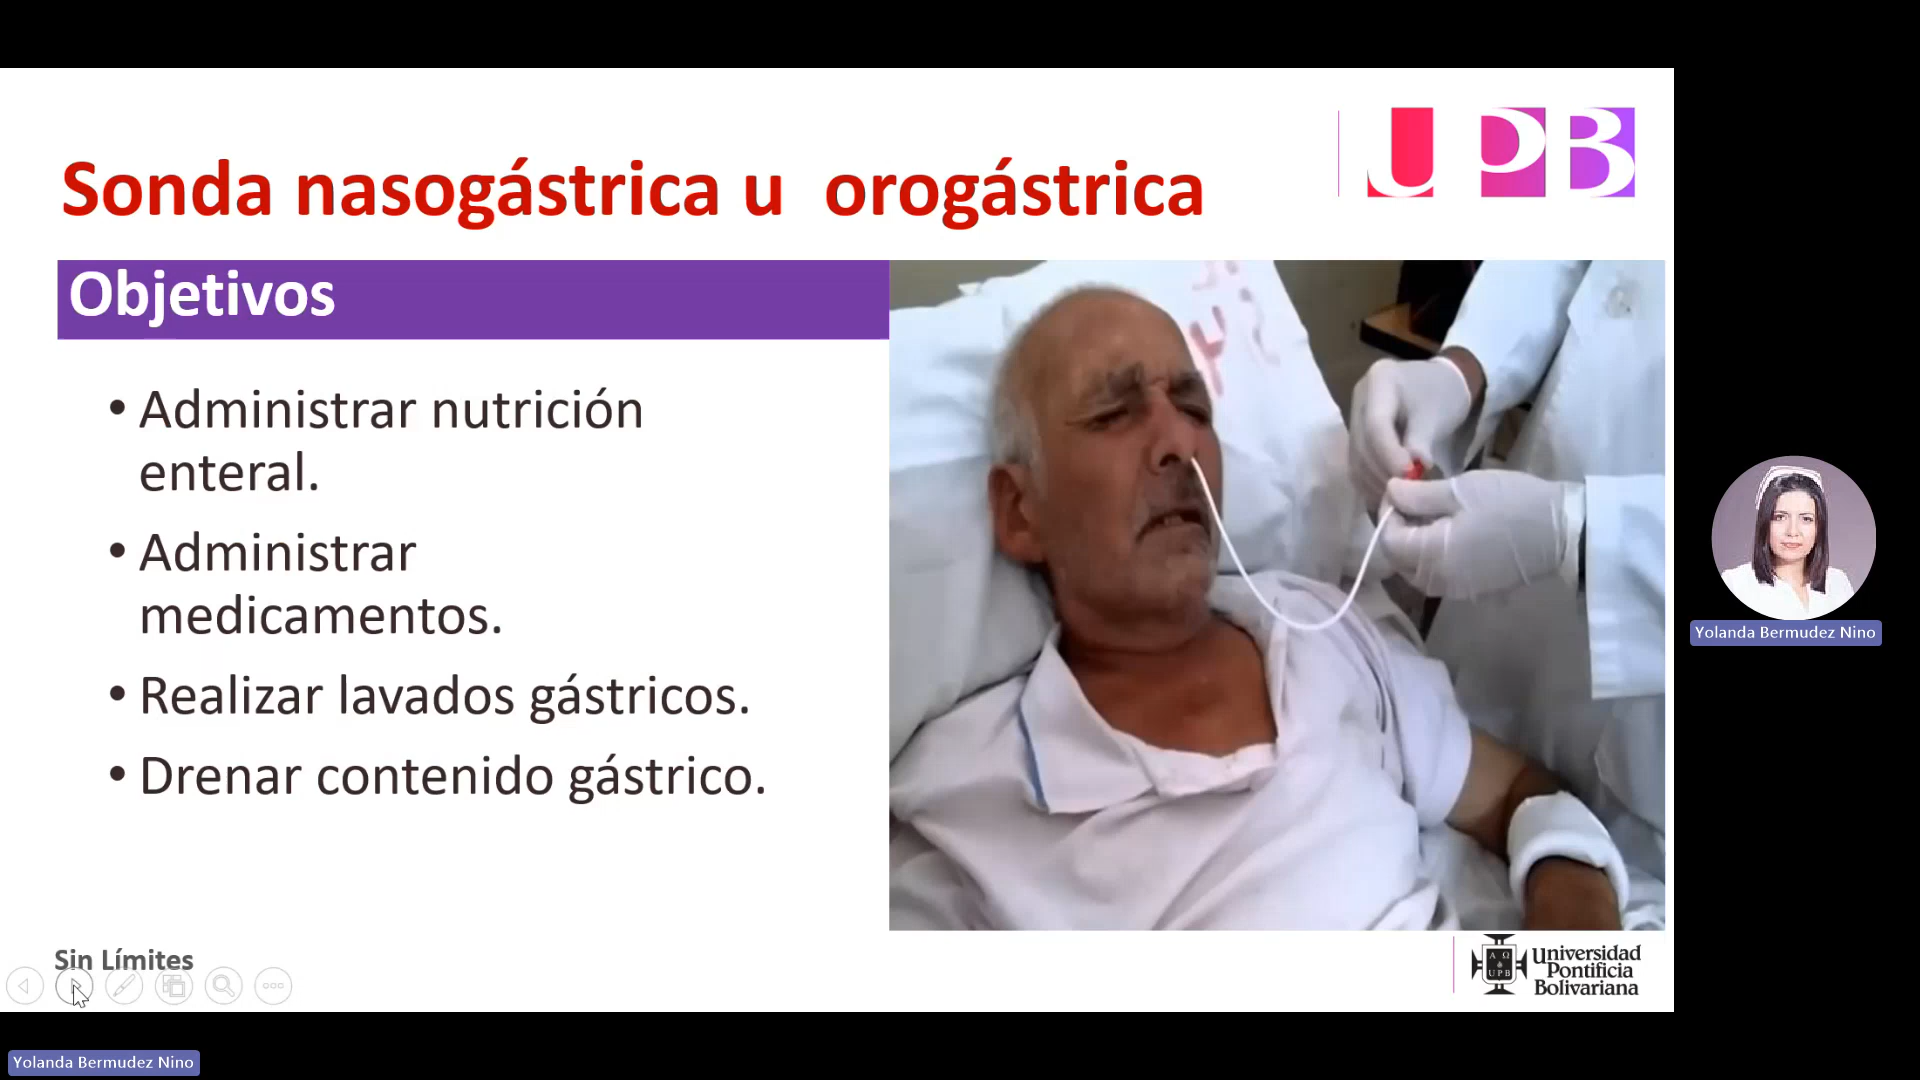 UPB
Sonda nasogástrica u  orogástrica
Objetivos
• Administrar nutrición
enteral.
• Administrar
medicamentos.
• Realizar lavados gástricos.
• Drenar contenido gástrico.
Yolanda Bermudez Nino
Sin Límites
Α Ω
UPB
Universidad
Pontificia
Bolivariana
Yolanda Bermudez Nino